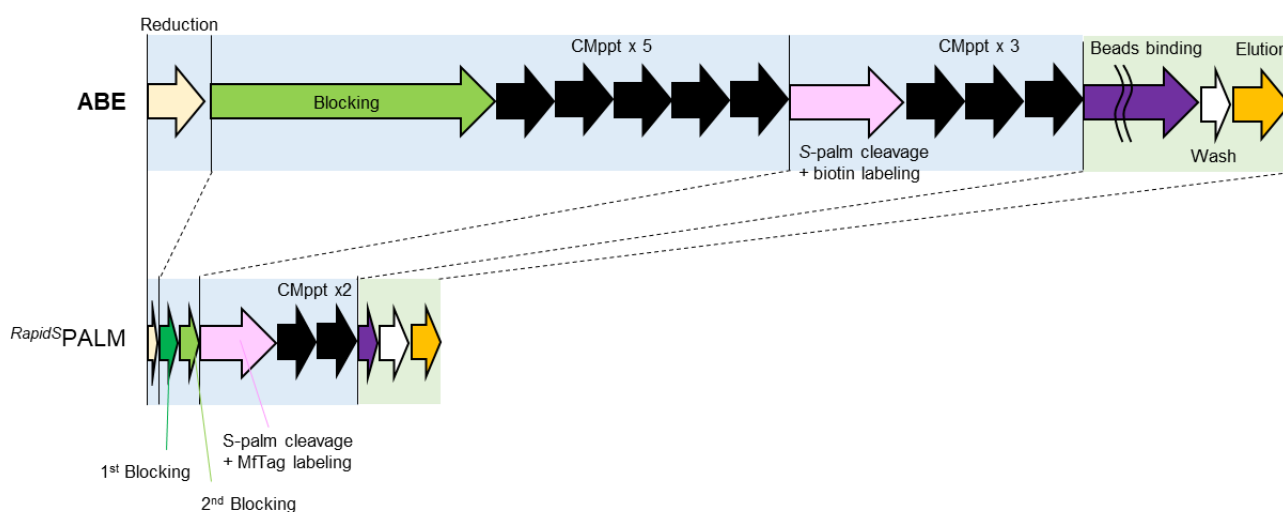 Reduction
CMppt x 5
CMppt x 3
Beads binding
Elution
ABE
Blocking
S-palm cleavage
+ biotin labeling
Wash
CMppt x2
RapidSPALM
S-palm cleavage
+ MfTag labeling
1st Blocking
2nd Blocking